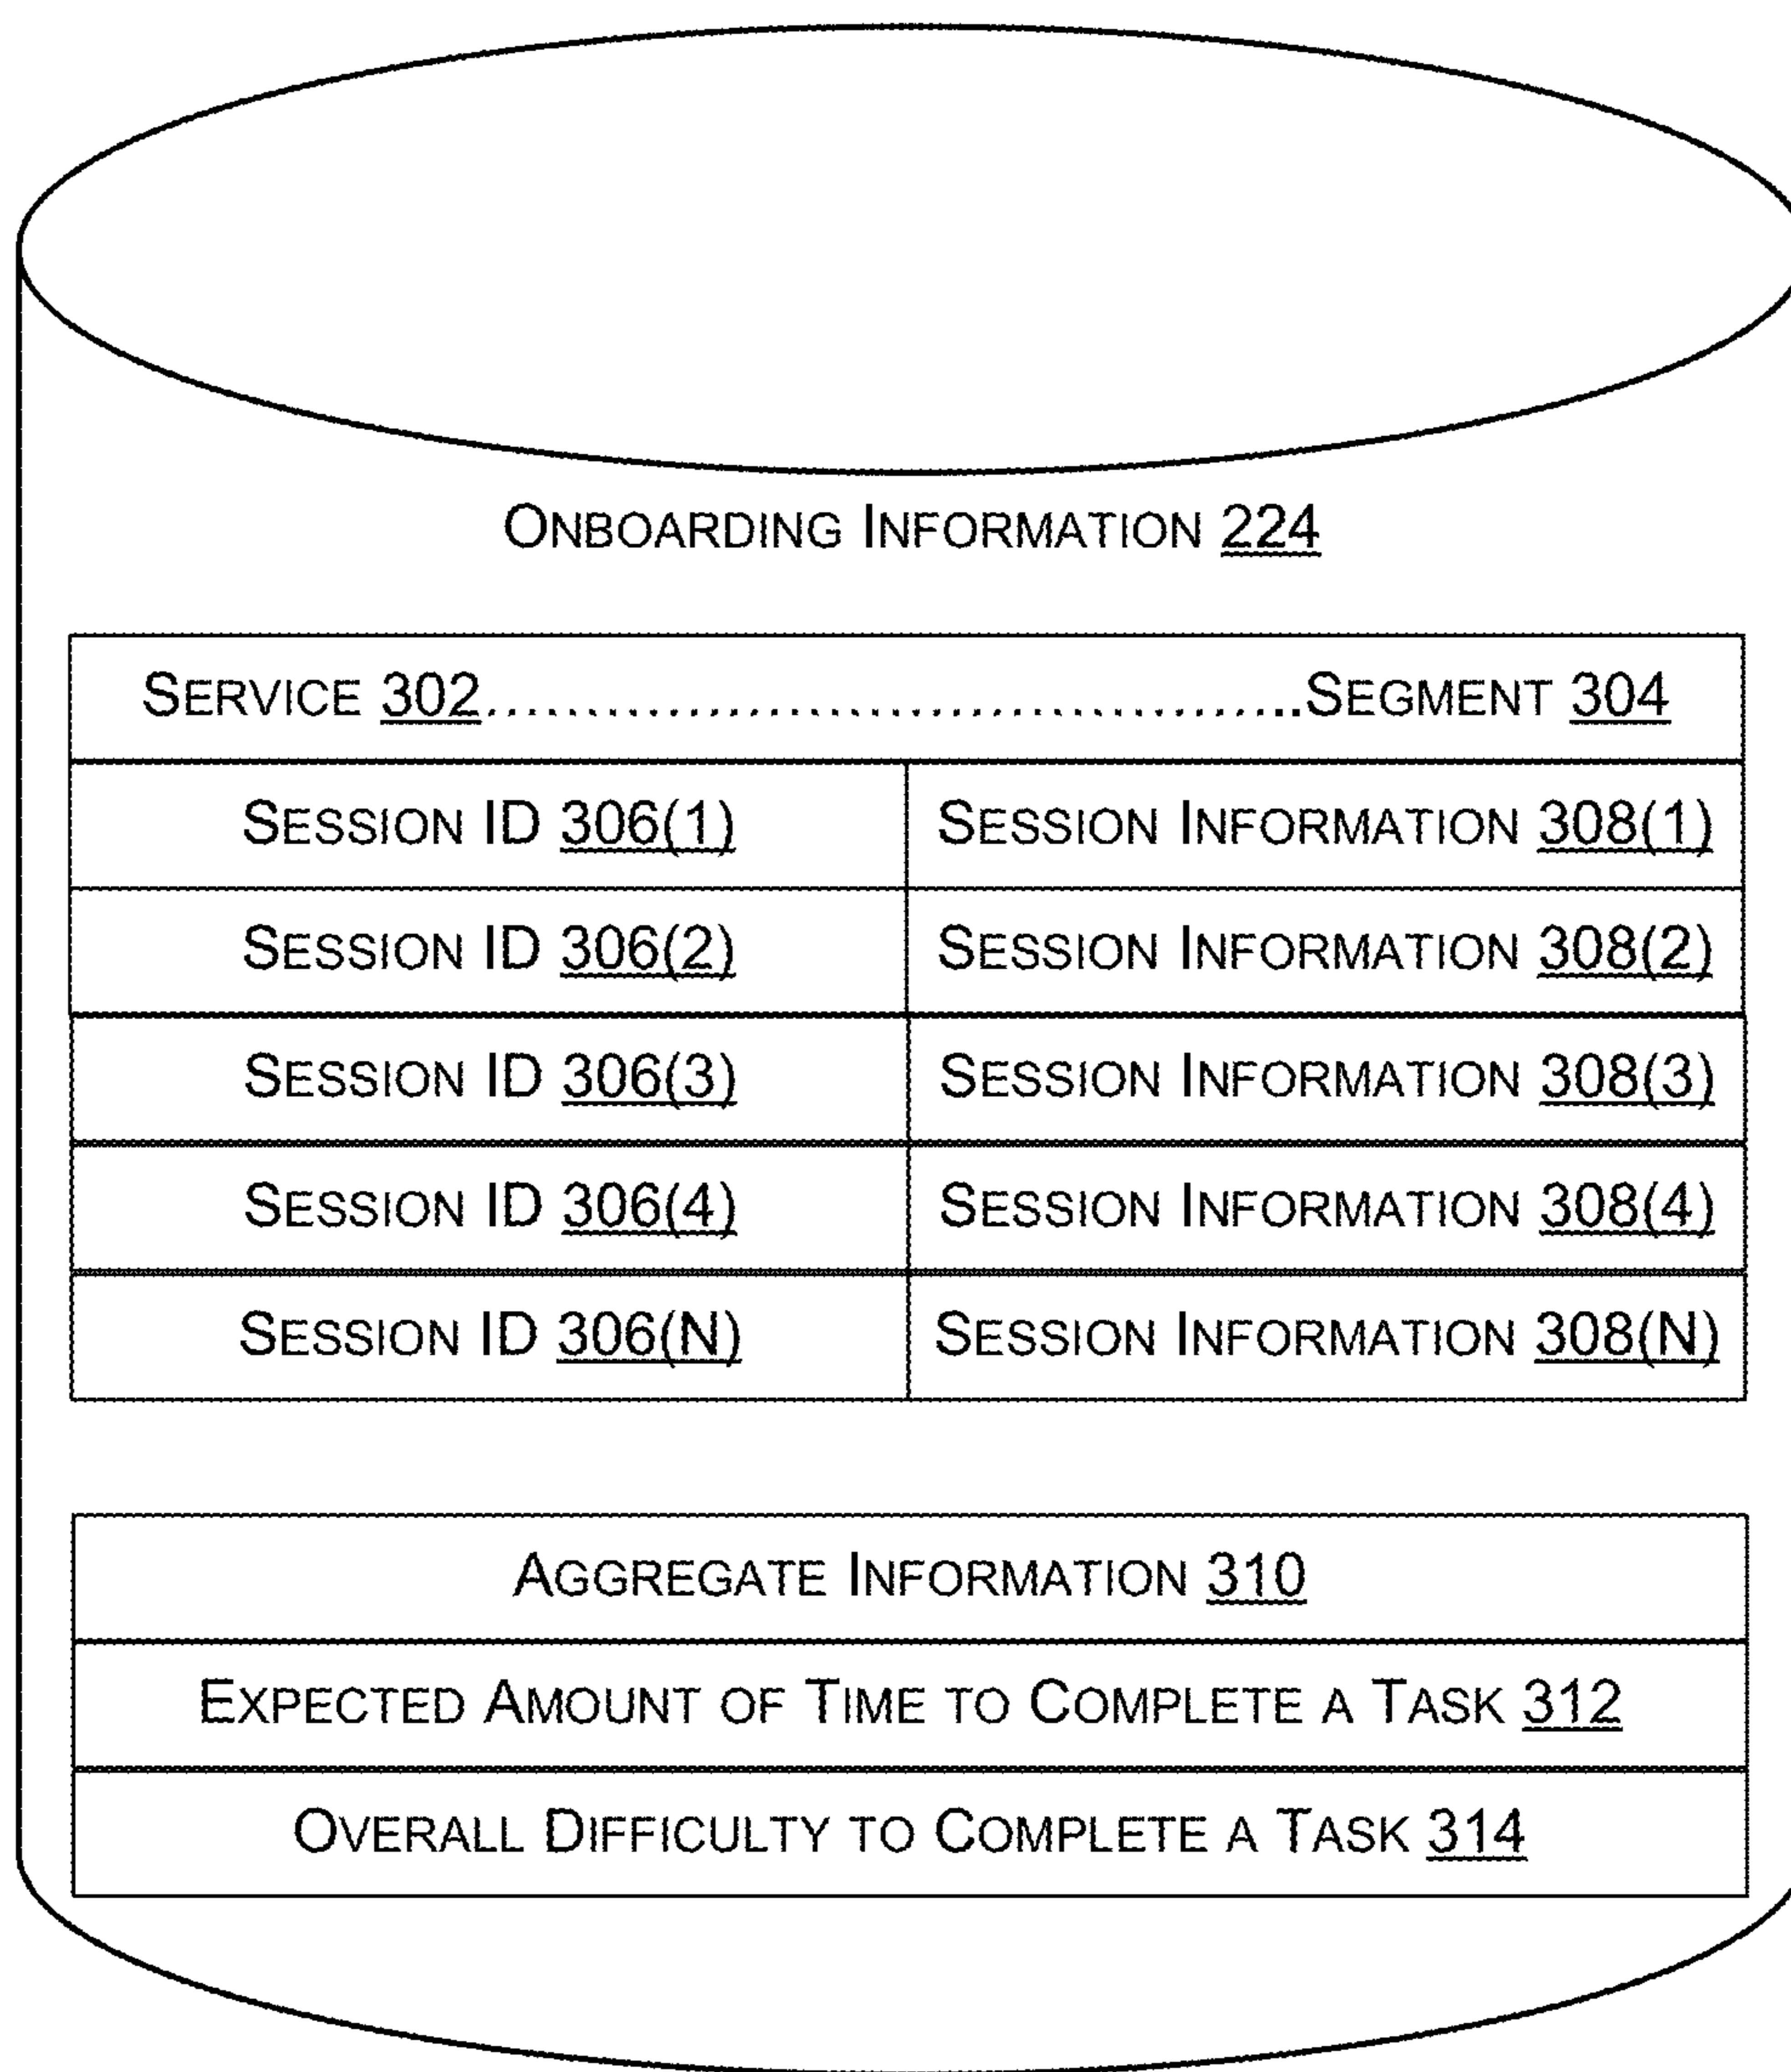 ONBOARDING INFORMATION 224
SERVICE 302.......................................SEGMENT 304
SESSION ID 306(1) SESSION INFORMATION 308(1)
SESSION ID 306(2) SESSION INFORMATION 308(2)
SESSION ID 306(3) SESSION INFORMATION 308(3)
SESSION ID 306(4) SESSION INFORMATION 308(4)
SESSION ID 306(N) SESSION INFORMATION 308(N)
AGGREGATE INFORMATION 310
EXPECTED AMOUNT OF TIME TO COMPLETE A TASK 312
OVERALL DIFFICULTY TO COMPLETE A TASK 314